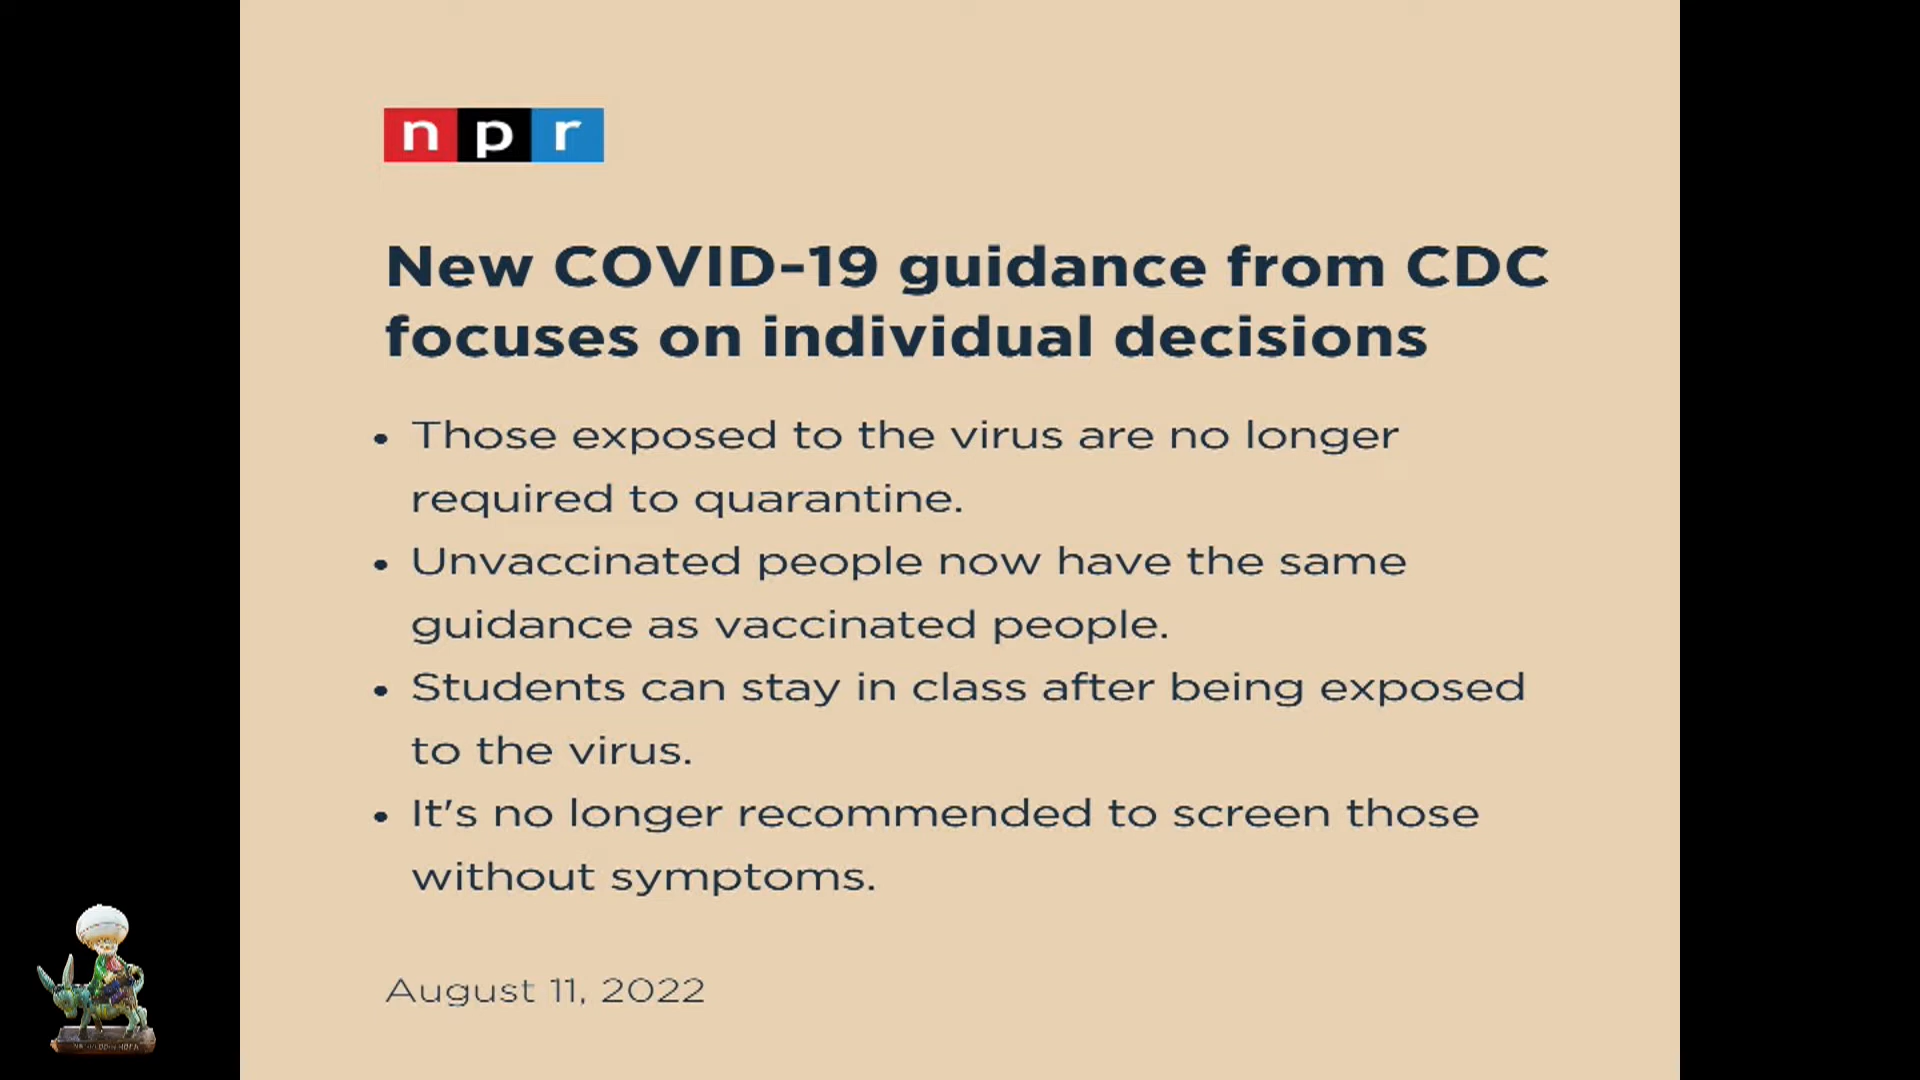 npr
New COVID-19 guidance from CDC
focuses on individual decisions
• Those exposed to the virus are no longer
required to quarantine.
• Unvaccinated people now have the same
guidance as vaccinated people.
• Students can stay in class after being exposed
to the virus.
• It's no longer recommended to screen those
without symptoms.
August 11, 2022